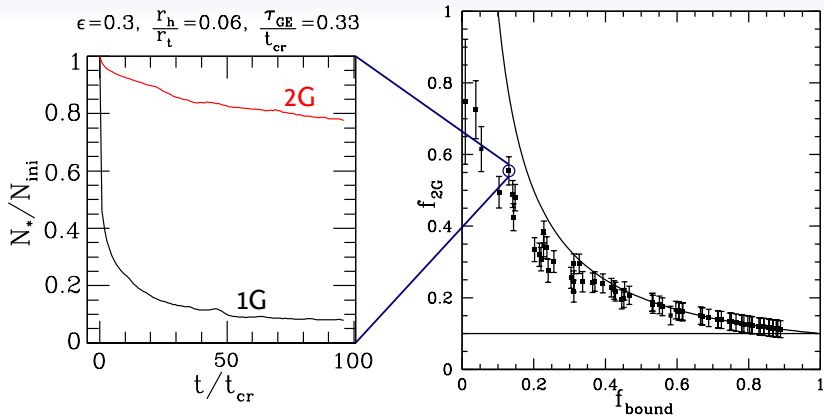 ϵ=0.3, r_h/r_t=0.06, τ_GE/t_cr=0.33
1
0.8
0.6
0.4
0.2
0
N_*/N_ini
2G
1G
0 50 100
t/t_cr
1
0.8
0.6
0.4
0.2
0
f_2G
0 0.2 0.4 0.6 0.8 1
f_bound